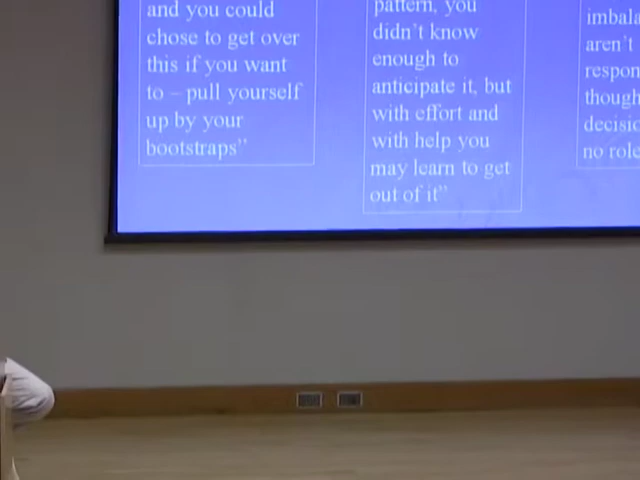 and you could
chose to get over
this if you want
to – pull yourself
up by your
bootstraps”
pattern, you
didn’t know
enough to
anticipate it, but
with effort and
with help you
may learn to get
out of it”
imbala
aren’t
respon
though
decisio
no role